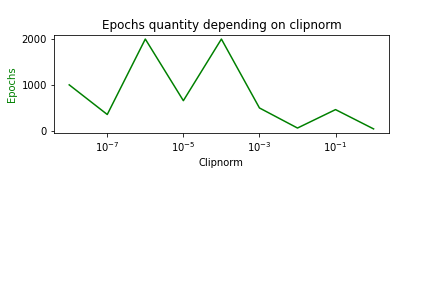 Epochs quantity depending on clipnorm
2000
1000
0
Epochs
10⁻⁷ 10⁻⁵ 10⁻³ 10⁻¹
Clipnorm